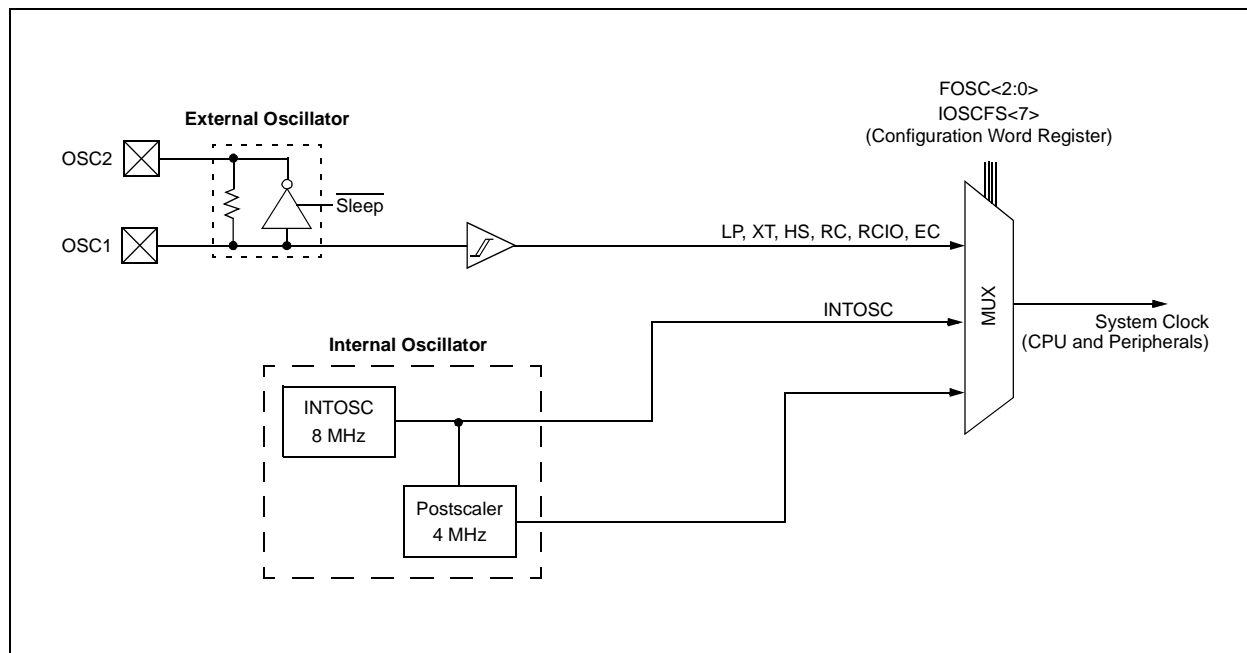 FOSC<2:0>
IOSCFS<7>
(Configuration Word Register)
External Oscillator
OSC2
Sleep
OSC1
LP, XT, HS, RC, RCIO, EC
MUX
INTOSC
System Clock
(CPU and Peripherals)
Internal Oscillator
INTOSC
8 MHz
Postscaler
4 MHz